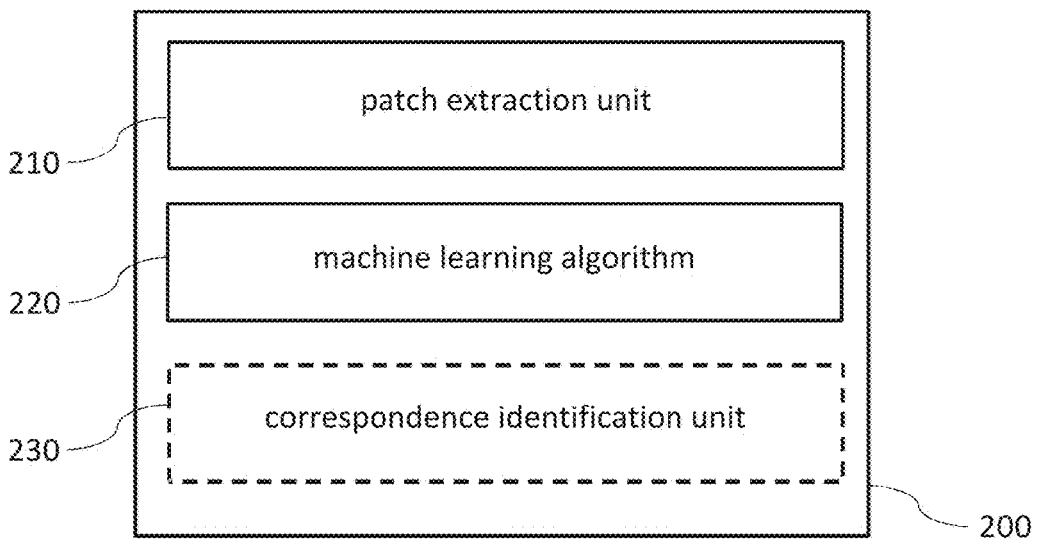 patch extraction unit
210
machine learning algorithm
220
correspondence identification unit
230
200